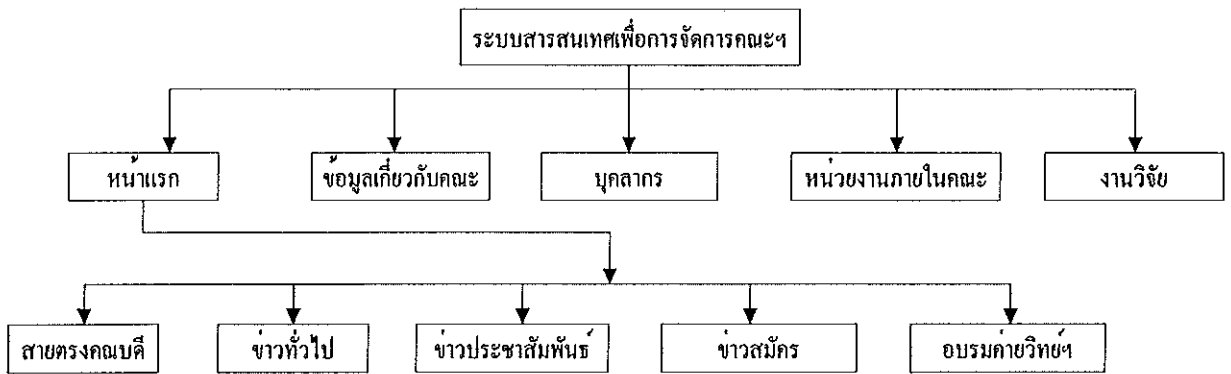 ระบบสารสนเทศเพื่อการจัดการคณะฯ
หน้าแรก
ข้อมูลเกี่ยวกับคณะ
บุคลากร
หน่วยงานภายในคณะ
งานวิจัย
สายตรงคณบดี
ข่าวทั่วไป
ข่าวประชาสัมพันธ์
ข่าวสมัคร
อบรมค่ายวิทย์ฯ